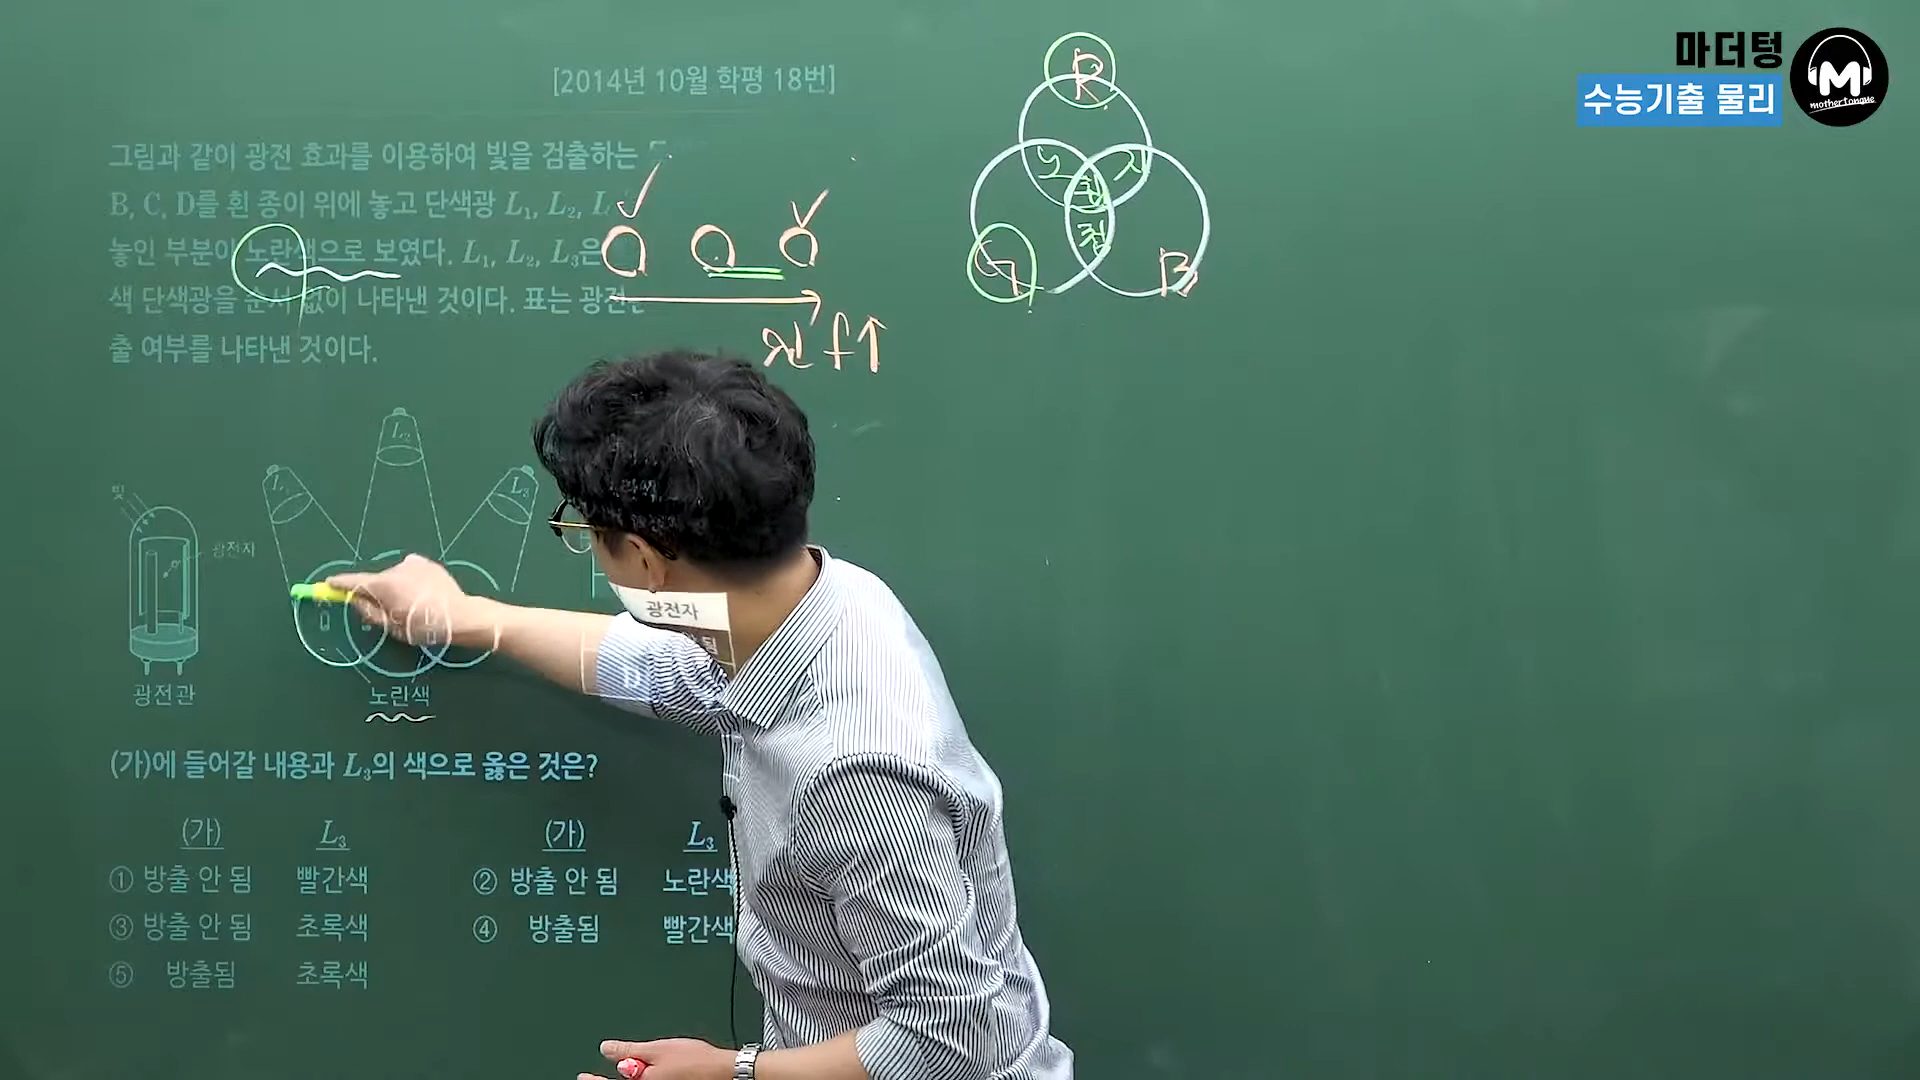 [2014년 10월 학평 18번]
그림과 같이 광전 효과를 이용하여 빛을 검출하는
B, C, D를 흰 종이 위에 놓고 단색광 L₁, L₂, L
놓인 부분이 노란색으로 보였다. L₁, L₂, L₃은
색 단색광을 순서 없이 나타낸 것이다. 표는 광전
출 여부를 나타낸 것이다.
R
노
B
f↑
L₂
L₃
빛
광전자
C
광전자
광전관
노란색
(가)에 들어갈 내용과 L₃의 색으로 옳은 것은?
(가) L₃ (가) L₃
① 방출 안 됨 빨간색 ② 방출 안 됨 노란색
③ 방출 안 됨 초록색 ④ 방출됨 빨간색
⑤ 방출됨 초록색
마더텅
수능기출 물리
M
mothertongue